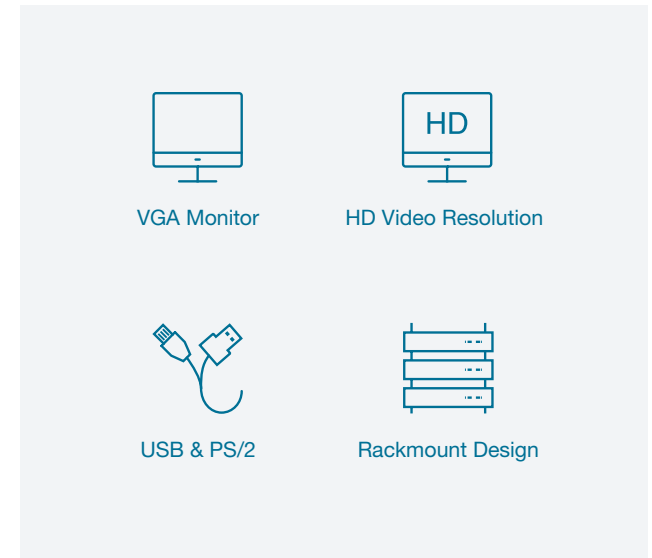 HD
VGA Monitor
HD Video Resolution
USB & PS/2
Rackmount Design